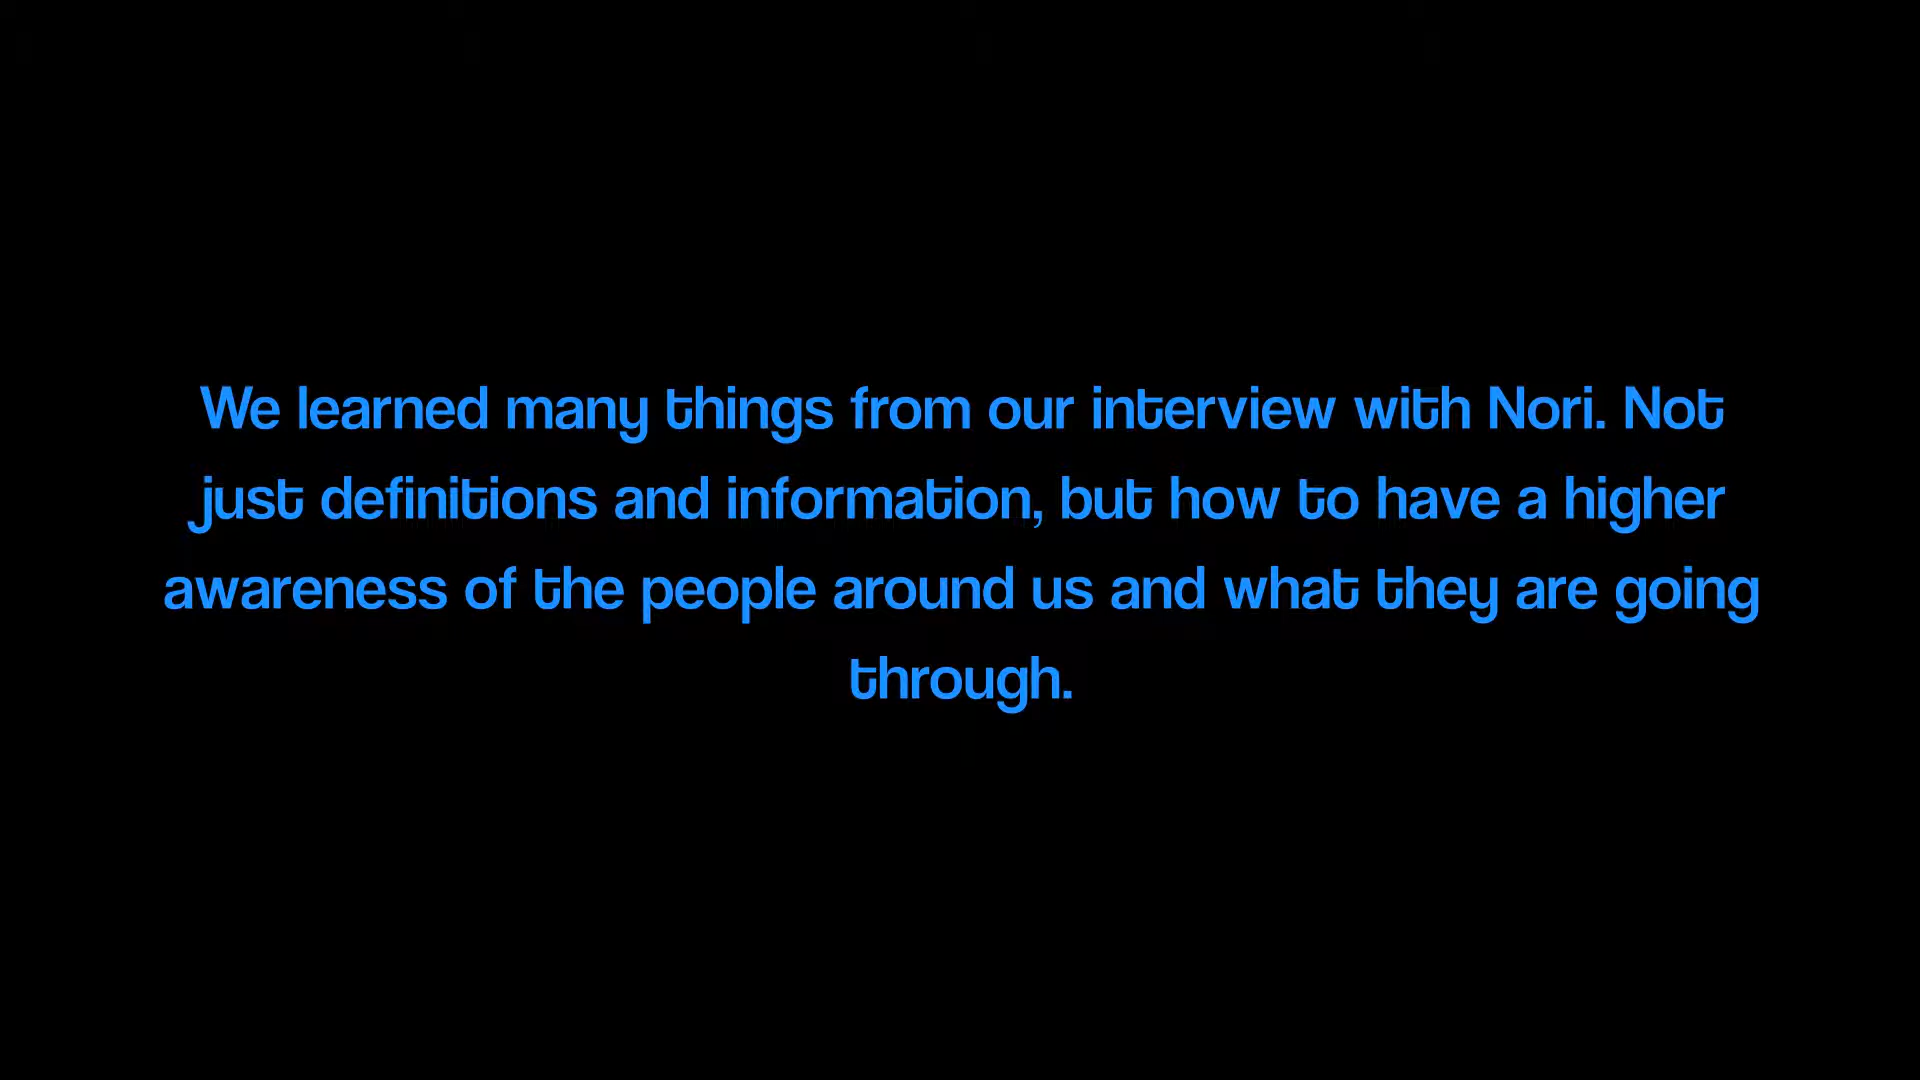 We learned many things from our interview with Nori. Not
just definitions and information, but how to have a higher
awareness of the people around us and what they are going
through.